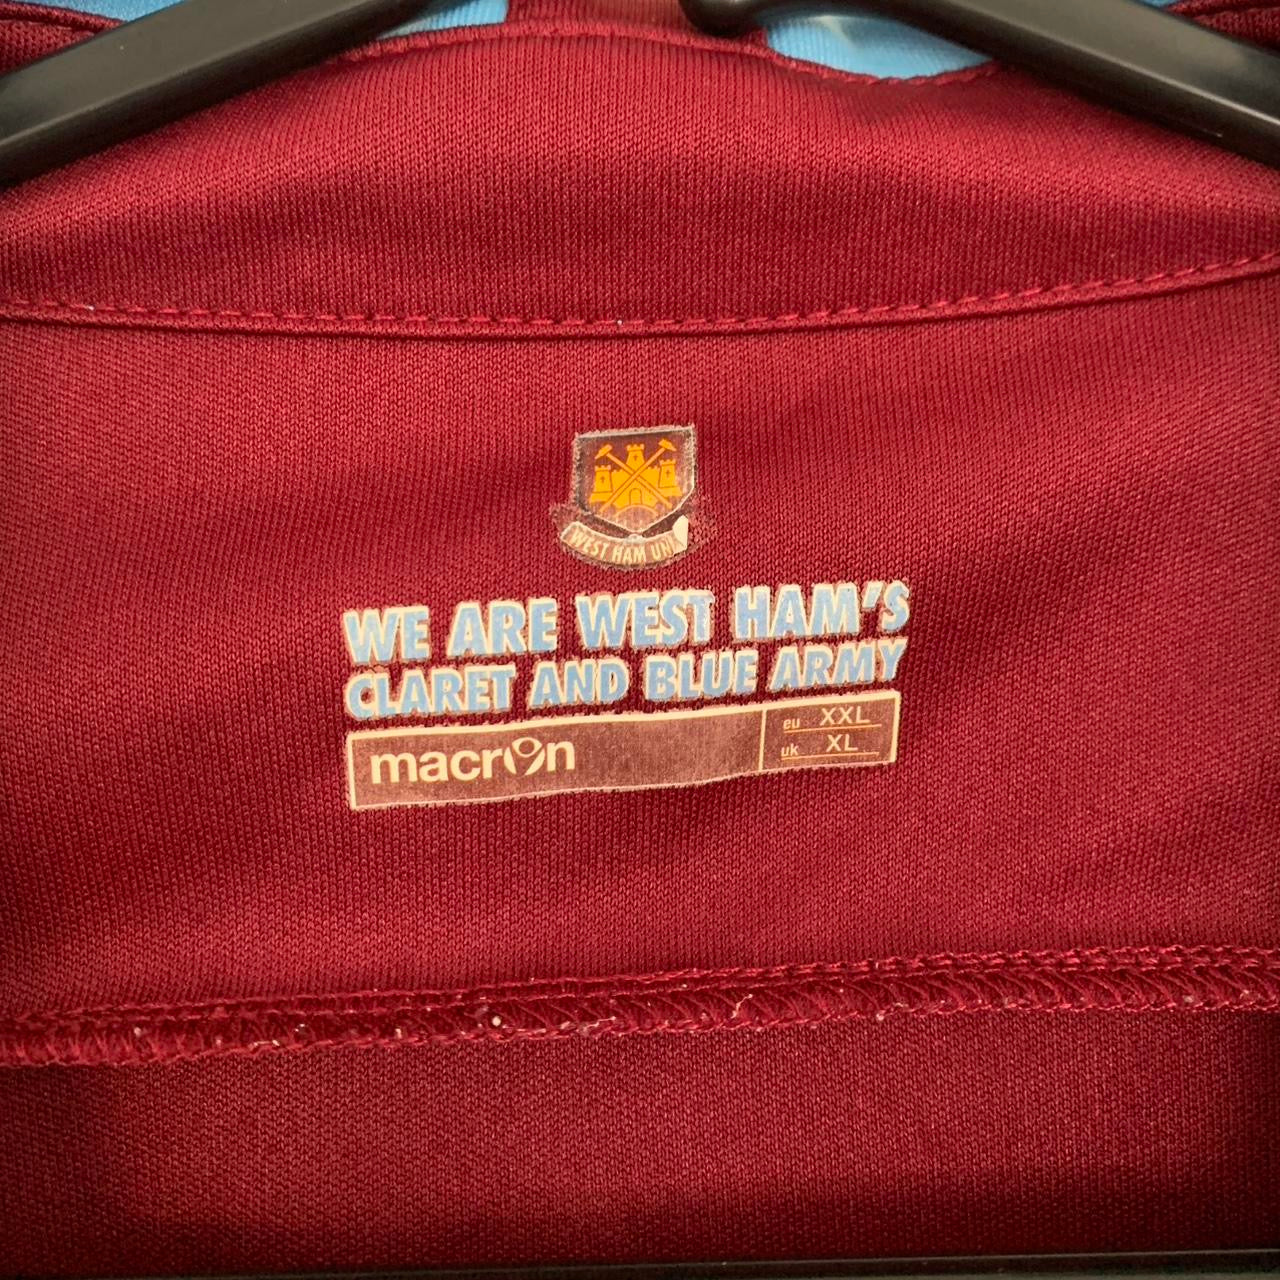 WEST HAM UNI
WE ARE WEST HAM'S
CLARET AND BLUE ARMY
macron
eu XXL
uk XL